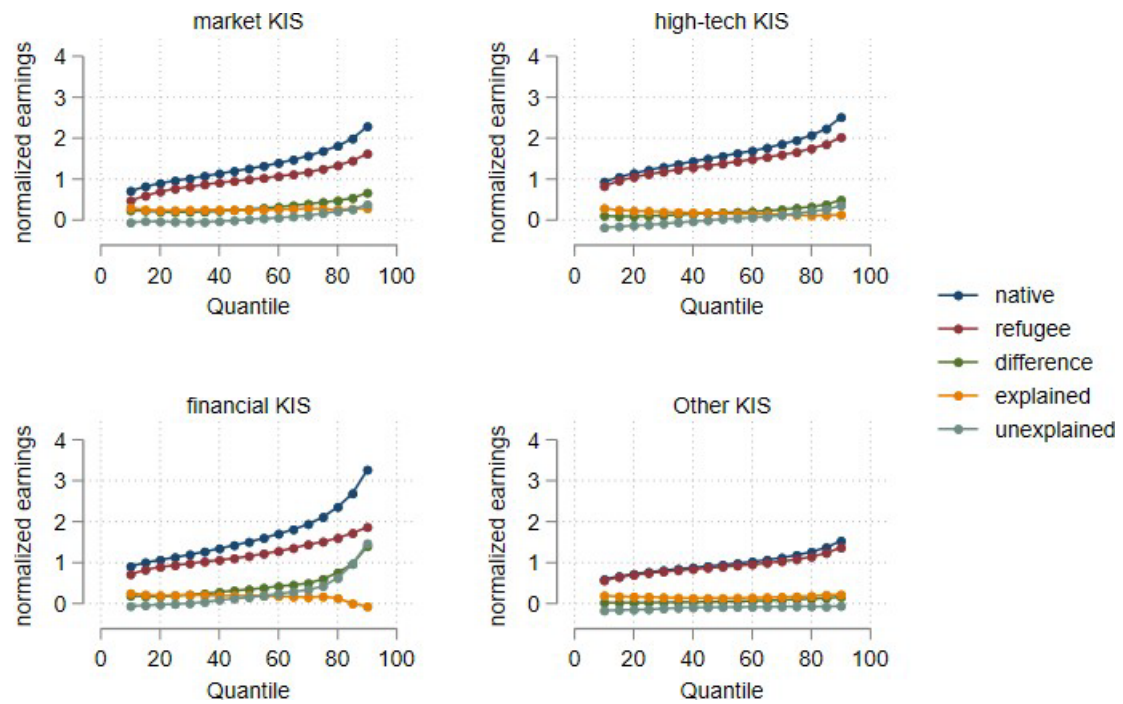 market KIS
normalized earnings
4
3
2
1
0
0 20 40 60 80 100
Quantile
high-tech KIS
normalized earnings
4
3
2
1
0
0 20 40 60 80 100
Quantile
financial KIS
normalized earnings
4
3
2
1
0
0 20 40 60 80 100
Quantile
Other KIS
normalized earnings
4
3
2
1
0
0 20 40 60 80 100
Quantile
native
refugee
difference
explained
unexplained